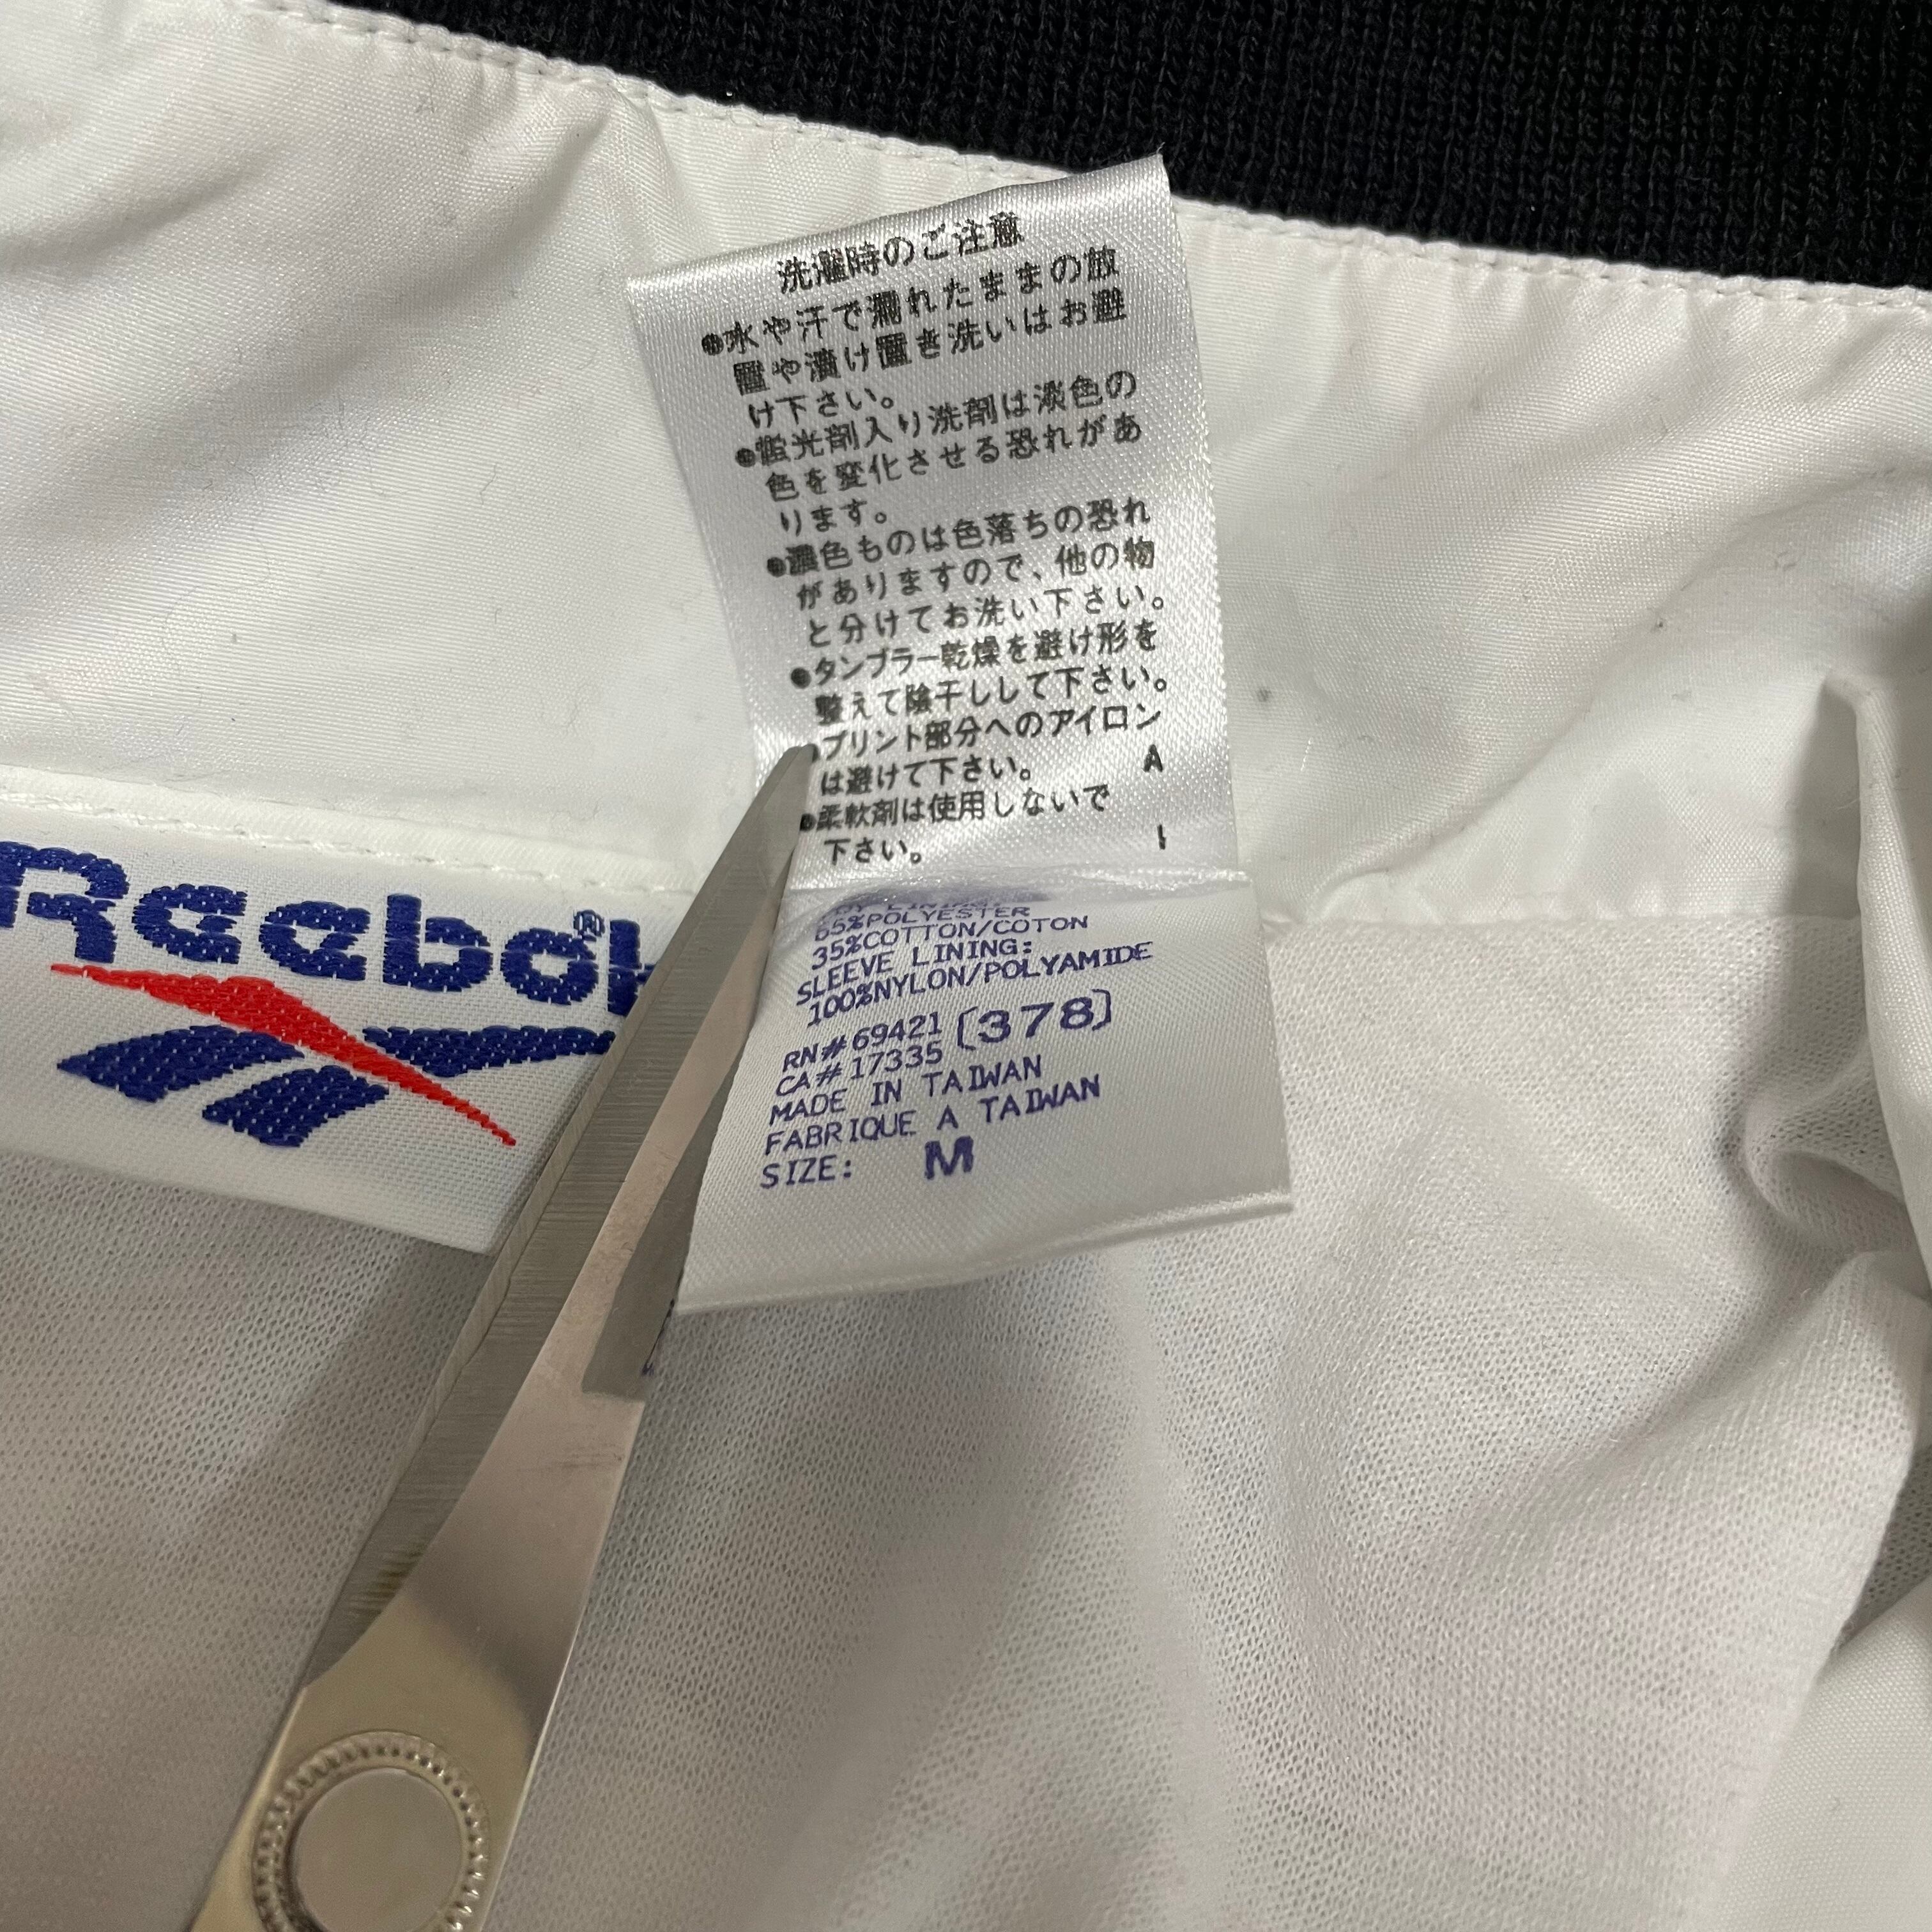 洗濯時のご注意
●水や汗で濡れたままの放
置や漬け置き洗いはお避
け下さい。
●蛍光剤入り洗剤は淡色の
色を変化させる恐れがあ
ります。
●濃色ものは色落ちの恐れ
がありますので、他の物
と分けてお洗い下さい。
●タンブラー乾燥を避け形を
整えて陰干しして下さい。
●プリント部分へのアイロン
は避けて下さい。
A
●柔軟剤は使用しないで
下さい。
LINING:
65%POLYESTER
35%COTTON/COTON
SLEEVE LINING:
100%NYLON/POLYAMIDE
RN#69421 [378]
CA#17335
MADE IN TAIWAN
FABRIQUE A TAIWAN
SIZE: M
Reebok®